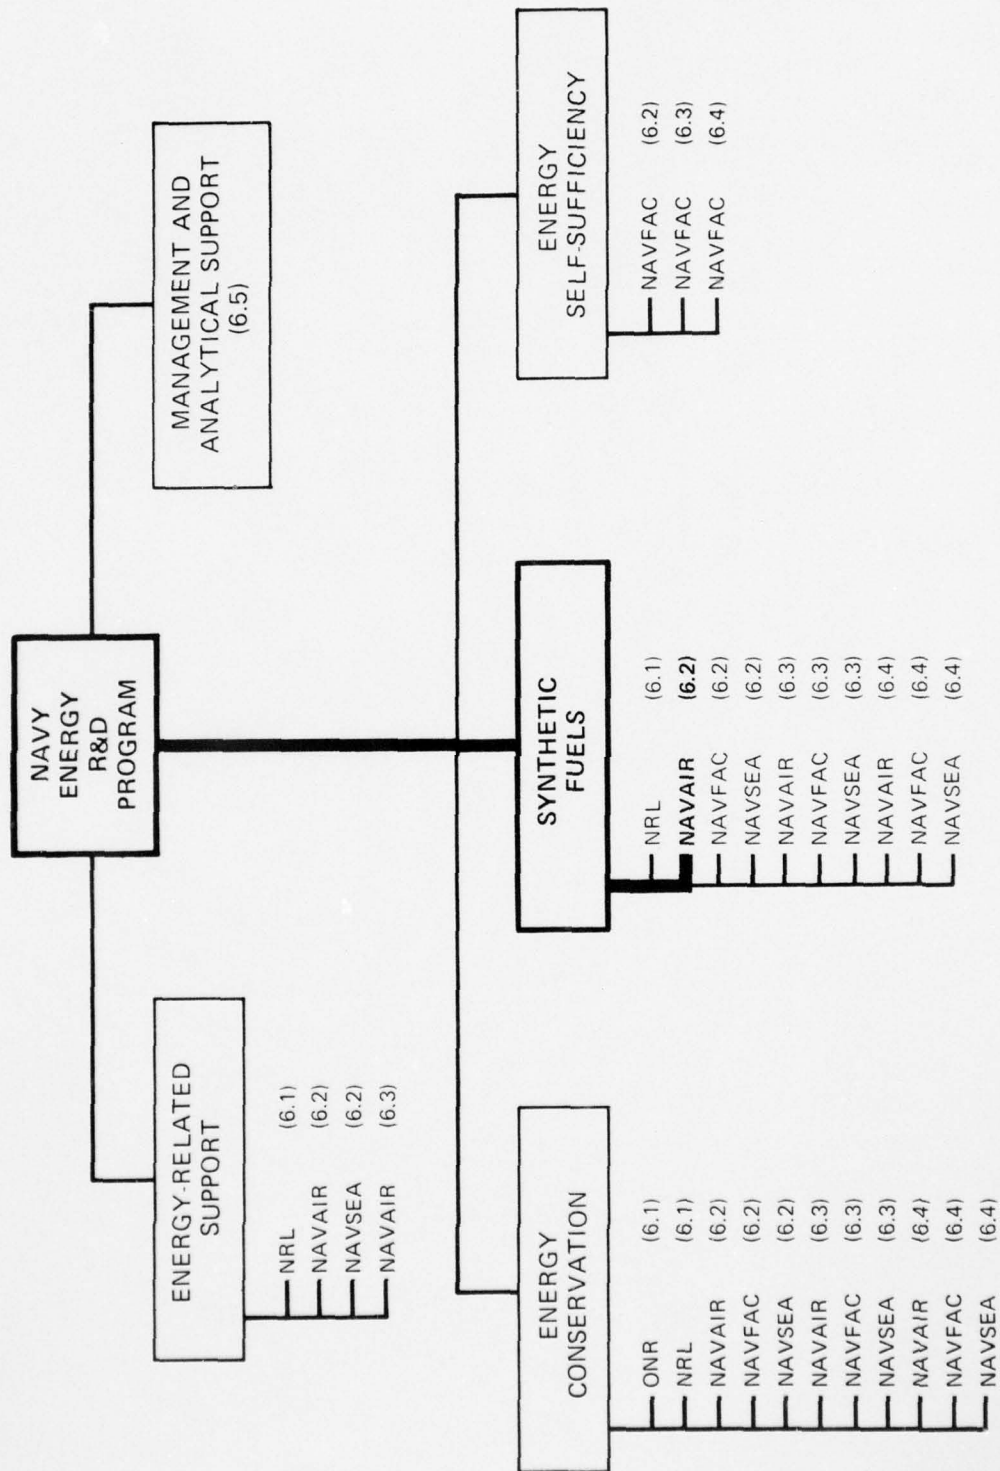 NAVY
ENERGY
R&D
PROGRAM
ENERGY-RELATED
SUPPORT
NRL (6.1)
NAVAIR (6.2)
NAVSEA (6.2)
NAVAIR (6.3)
MANAGEMENT AND
ANALYTICAL SUPPORT
(6.5)
ENERGY
CONSERVATION
ONR (6.1)
NRL (6.1)
NAVAIR (6.2)
NAVFAC (6.2)
NAVSEA (6.2)
NAVAIR (6.3)
NAVFAC (6.3)
NAVSEA (6.3)
NAVAIR (6.4)
NAVFAC (6.4)
NAVSEA (6.4)
SYNTHETIC
FUELS
NRL (6.1)
NAVAIR (6.2)
NAVFAC (6.2)
NAVSEA (6.2)
NAVAIR (6.3)
NAVFAC (6.3)
NAVSEA (6.3)
NAVAIR (6.4)
NAVFAC (6.4)
NAVSEA (6.4)
ENERGY
SELF-SUFFICIENCY
NAVFAC (6.2)
NAVFAC (6.3)
NAVFAC (6.4)